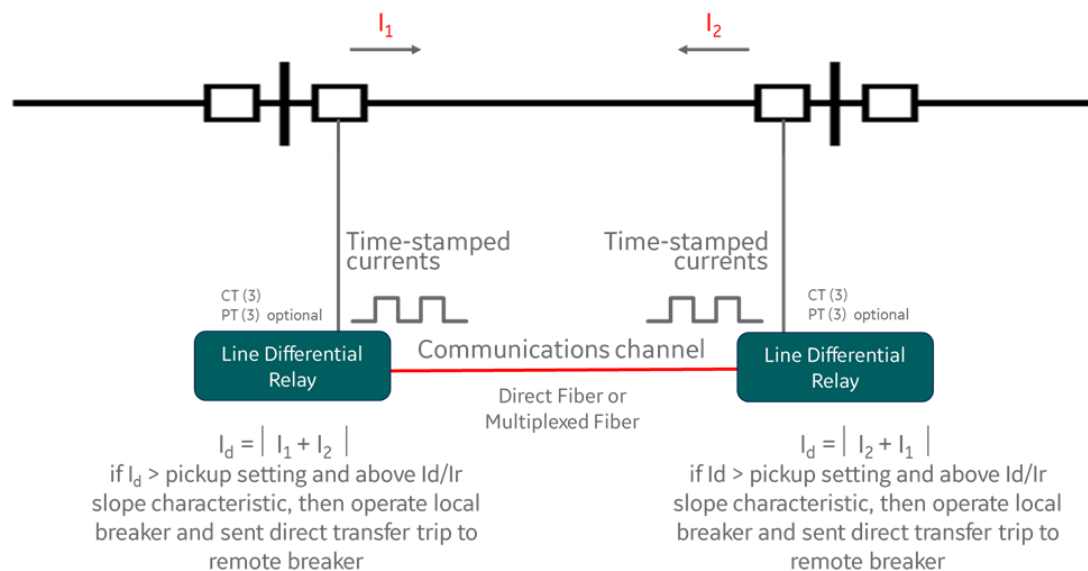 I₁
I₂
Time-stamped
currents
Time-stamped
currents
CT (3)
PT (3) optional
CT (3)
PT (3) optional
Line Differential
Relay
Communications channel
Line Differential
Relay
Direct Fiber or
Multiplexed Fiber
I_d = | I₁ + I₂ |
if I_d > pickup setting and above Id/Ir
slope characteristic, then operate local
breaker and sent direct transfer trip to
remote breaker
I_d = | I₂ + I₁ |
if Id > pickup setting and above Id/Ir
slope characteristic, then operate local
breaker and sent direct transfer trip to
remote breaker